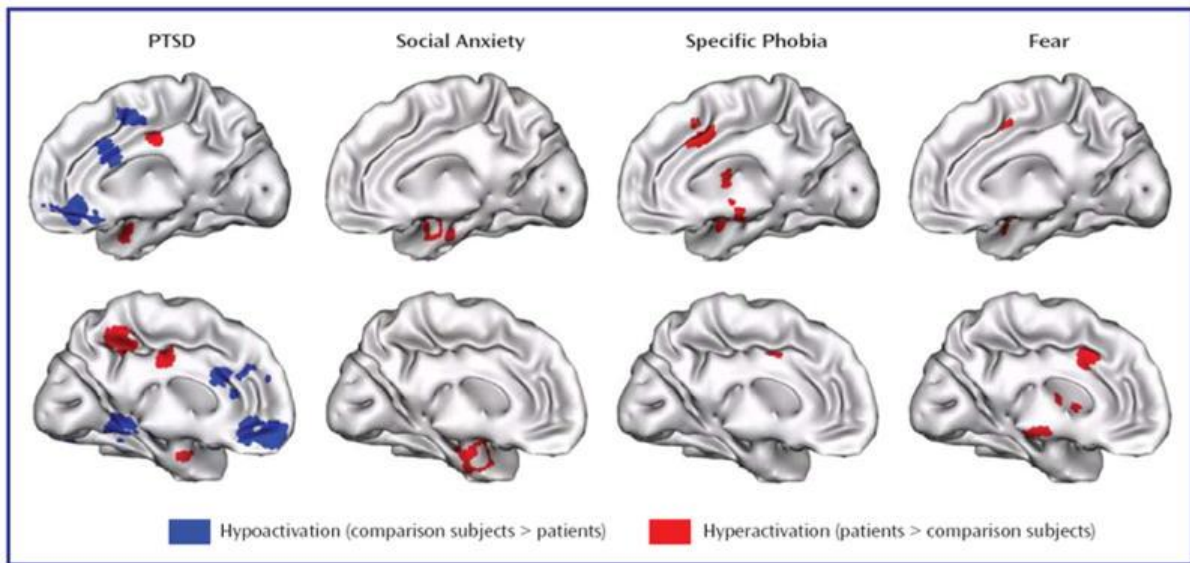 PTSD
Social Anxiety
Specific Phobia
Fear
Hypoactivation (comparison subjects > patients)
Hyperactivation (patients > comparison subjects)